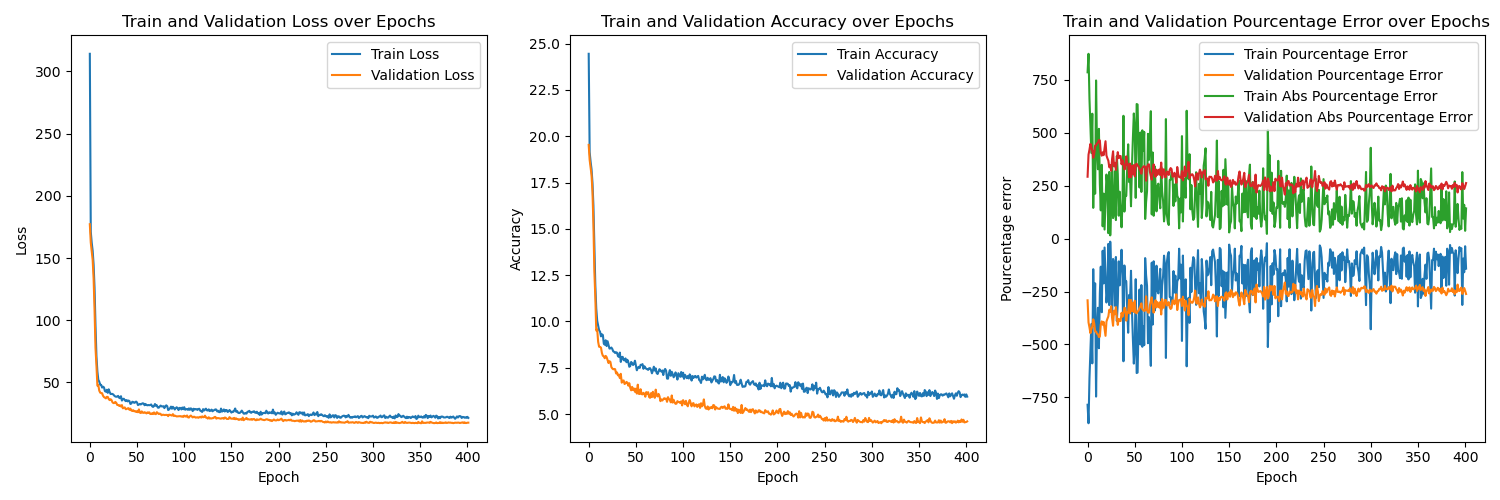 Train and Validation Loss over Epochs
Train Loss
Validation Loss
Loss
300
250
200
150
100
50
0 50 100 150 200 250 300 350 400
Epoch
Train and Validation Accuracy over Epochs
Train Accuracy
Validation Accuracy
Accuracy
25.0
22.5
20.0
17.5
15.0
12.5
10.0
7.5
5.0
0 50 100 150 200 250 300 350 400
Epoch
Train and Validation Pourcentage Error over Epochs
Train Pourcentage Error
Validation Pourcentage Error
Train Abs Pourcentage Error
Validation Abs Pourcentage Error
Pourcentage error
750
500
250
0
−250
−500
−750
0 50 100 150 200 250 300 350 400
Epoch